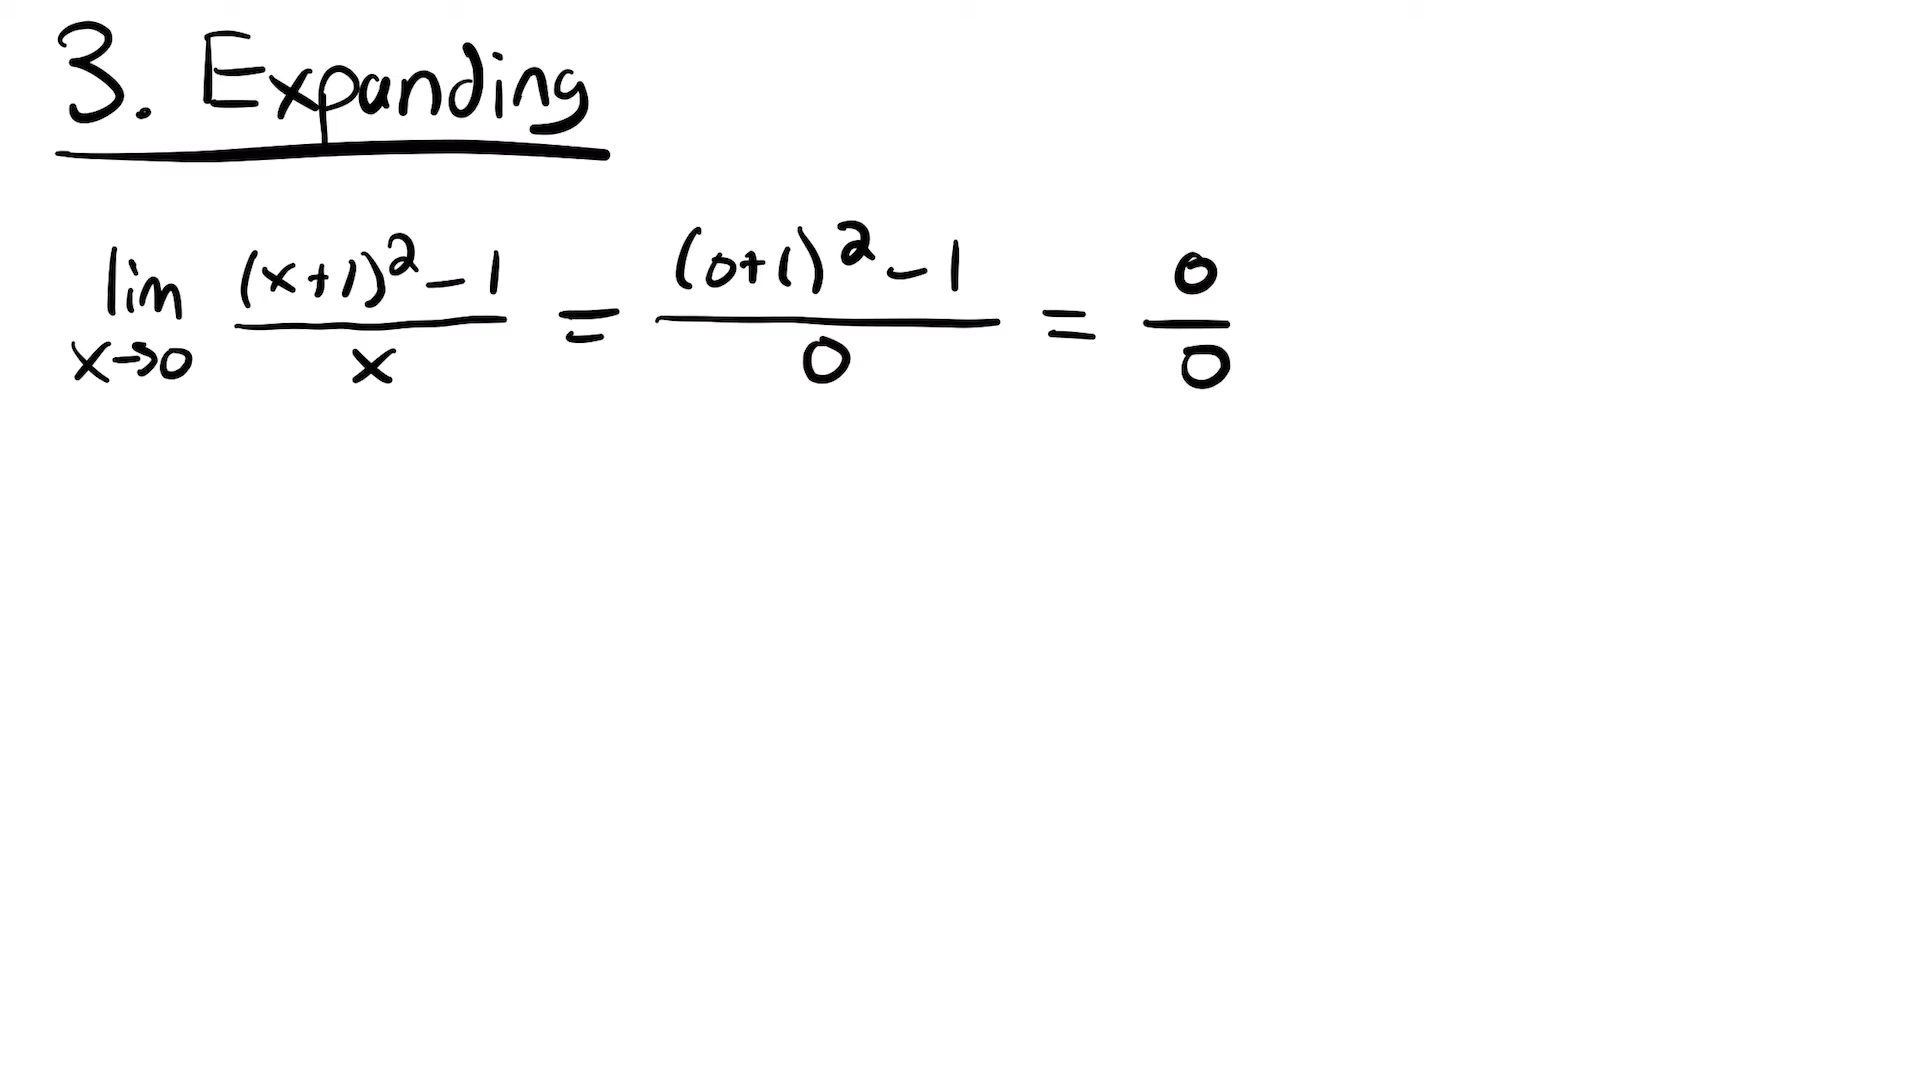 3. Expanding
lim x→0 ((x+1)² − 1)/x = ((0+1)² − 1)/0 = 0/0